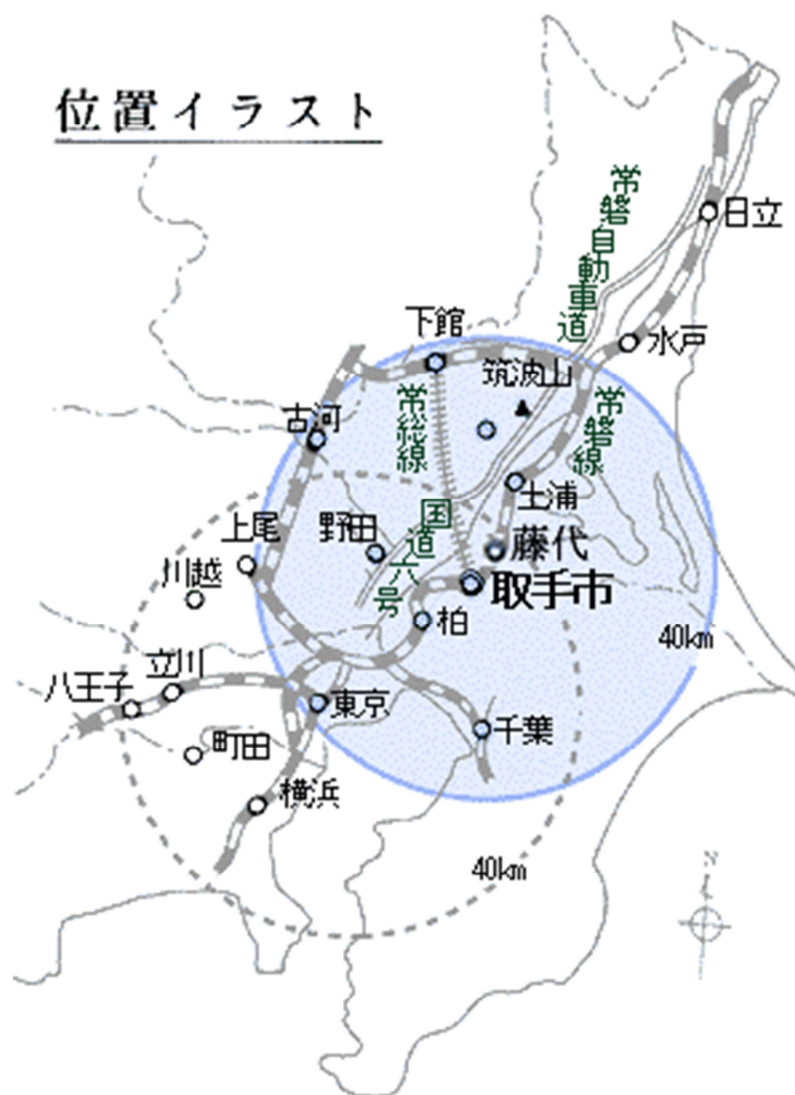 位置イラスト
常磐自動車道
日立
水戸
下館
筑波山
常総線
常磐線
古河
土浦
国道六号
野田
藤代
上尾
川越
取手市
柏
40km
立川
八王子
東京
千葉
町田
横浜
40km
N